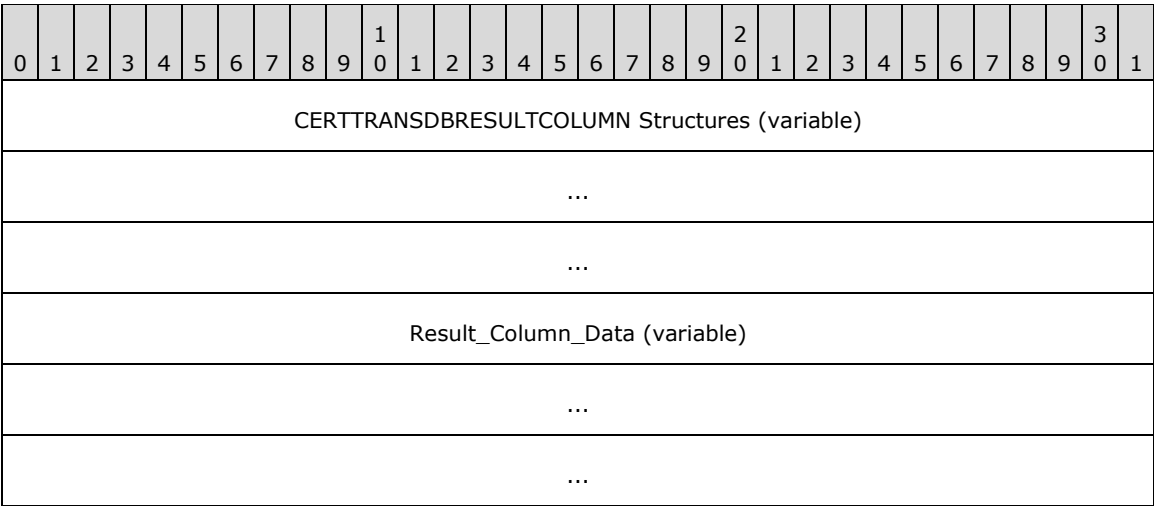 1 2 3
0 1 2 3 4 5 6 7 8 9 0 1 2 3 4 5 6 7 8 9 0 1 2 3 4 5 6 7 8 9 0 1
CERTTRANSDBRESULTCOLUMN Structures (variable)
...
...
Result_Column_Data (variable)
...
...